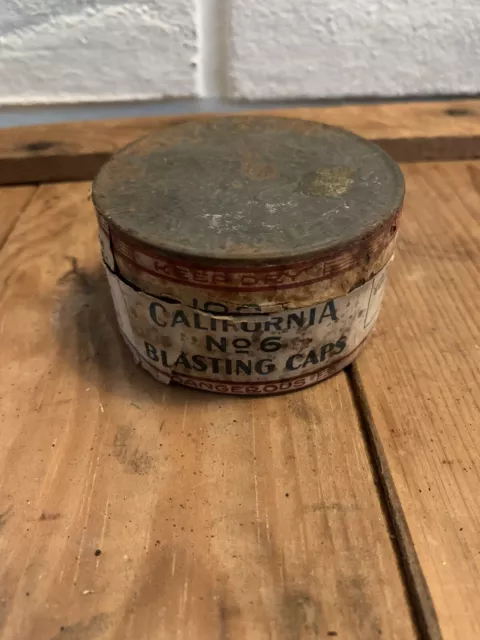 KEEP DRY
100
CALIFORNIA
No 6
BLASTING CAPS
DANGEROUS